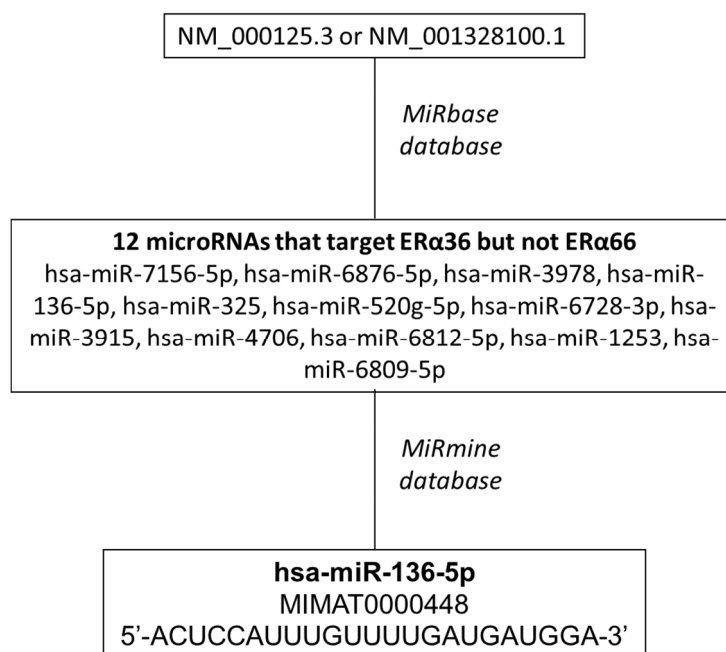 NM_000125.3 or NM_001328100.1
MiRbase
database
12 microRNAs that target ERα36 but not ERα66
hsa-miR-7156-5p, hsa-miR-6876-5p, hsa-miR-3978, hsa-miR-
136-5p, hsa-miR-325, hsa-miR-520g-5p, hsa-miR-6728-3p, hsa-
miR-3915, hsa-miR-4706, hsa-miR-6812-5p, hsa-miR-1253, hsa-
miR-6809-5p
MiRmine
database
hsa-miR-136-5p
MIMAT0000448
5’-ACUCCAUUUGUUUUGAUGAUGGA-3’